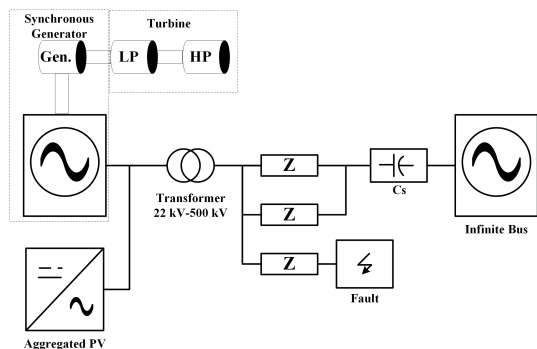 Synchronous
Generator
Turbine
Gen.
LP
HP
Z
Transformer
22 kV-500 kV
Z
Cs
Infinite Bus
Z
Fault
Aggregated PV